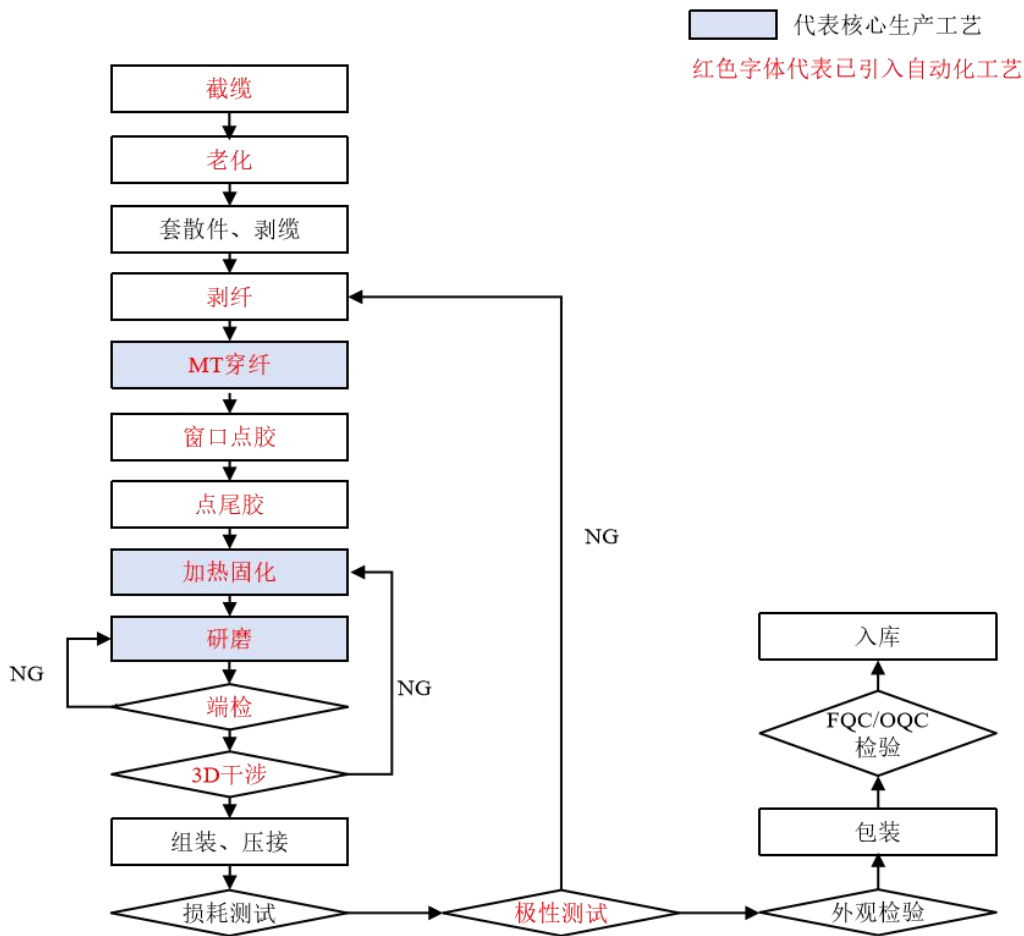 代表核心生产工艺
红色字体代表已引入自动化工艺
截缆
老化
套散件、剥缆
剥纤
MT穿纤
窗口点胶
点尾胶
NG
加热固化
研磨
NG
NG
端检
3D干涉
组装、压接
损耗测试
极性测试
入库
FQC/OQC
检验
包装
外观检验